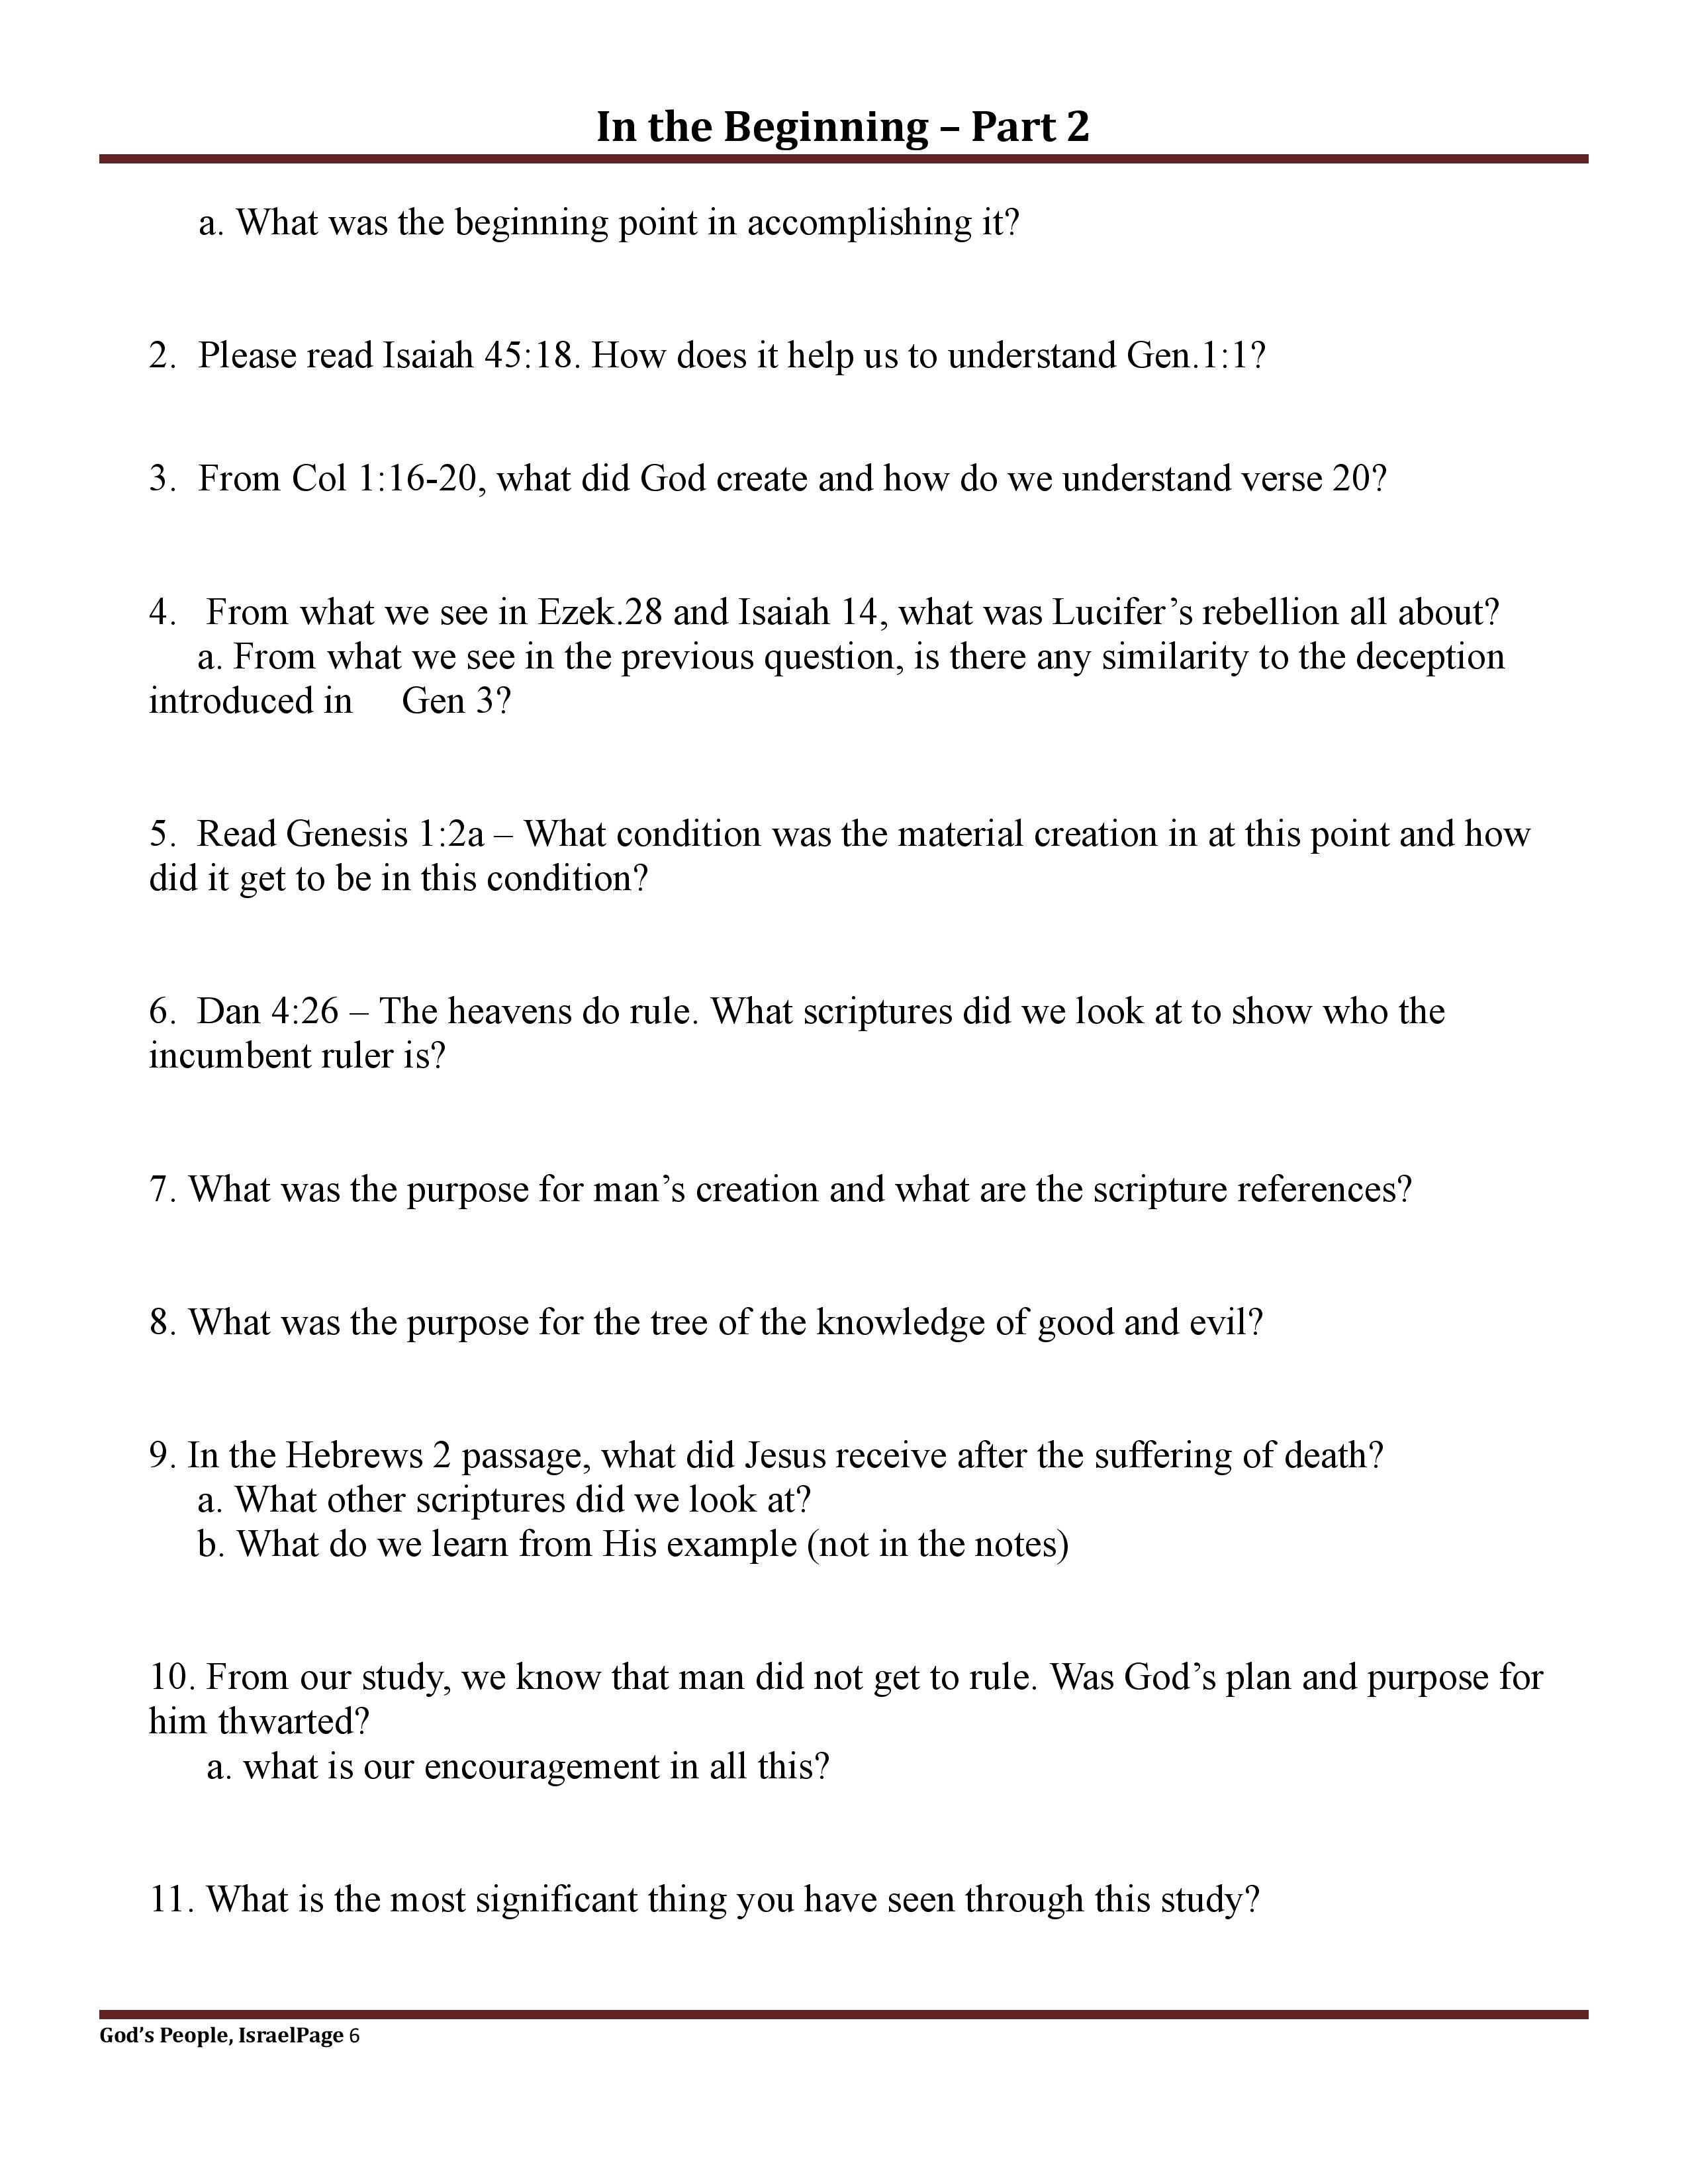 In the Beginning – Part 2
a. What was the beginning point in accomplishing it?
2.  Please read Isaiah 45:18. How does it help us to understand Gen.1:1?
3.  From Col 1:16-20, what did God create and how do we understand verse 20?
4.   From what we see in Ezek.28 and Isaiah 14, what was Lucifer’s rebellion all about?
a. From what we see in the previous question, is there any similarity to the deception
introduced in     Gen 3?
5.  Read Genesis 1:2a – What condition was the material creation in at this point and how
did it get to be in this condition?
6.  Dan 4:26 – The heavens do rule. What scriptures did we look at to show who the
incumbent ruler is?
7. What was the purpose for man’s creation and what are the scripture references?
8. What was the purpose for the tree of the knowledge of good and evil?
9. In the Hebrews 2 passage, what did Jesus receive after the suffering of death?
a. What other scriptures did we look at?
b. What do we learn from His example (not in the notes)
10. From our study, we know that man did not get to rule. Was God’s plan and purpose for
him thwarted?
a. what is our encouragement in all this?
11. What is the most significant thing you have seen through this study?
God’s People, IsraelPage 6